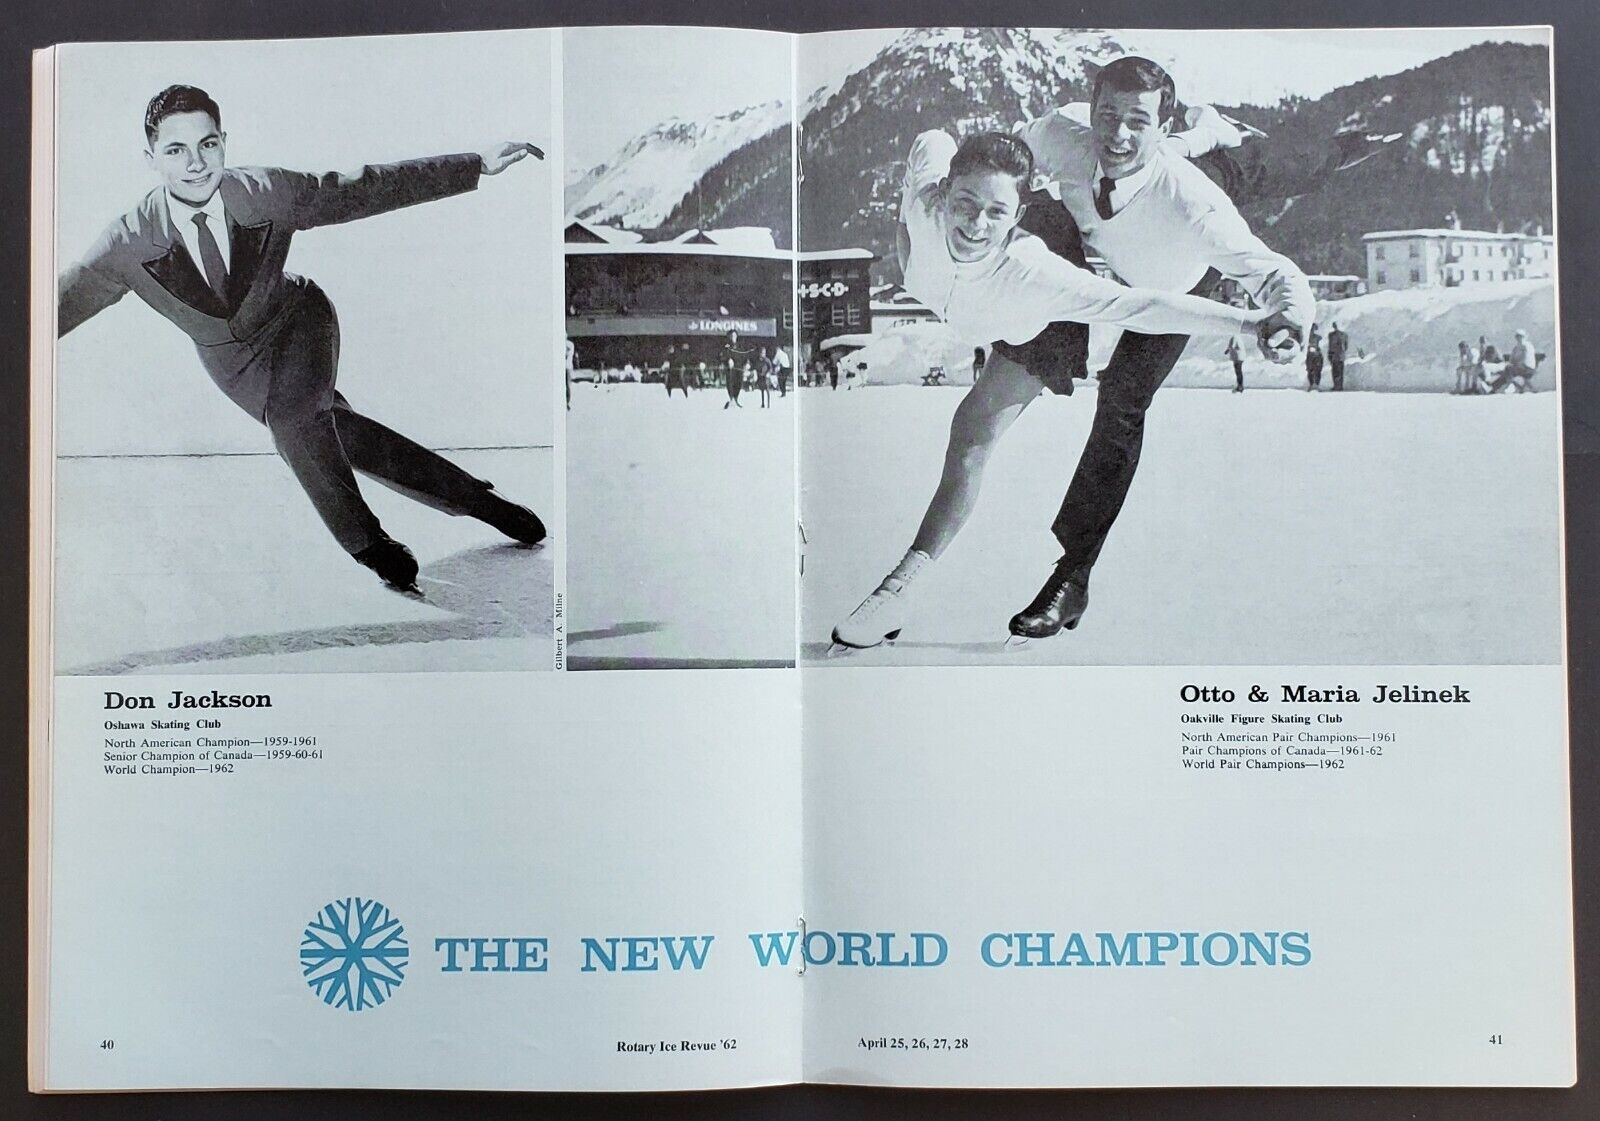 +S·C·D·
LONGINES
Gilbert A. Milne
Don Jackson
Oshawa Skating Club
North American Champion—1959-1961
Senior Champion of Canada—1959-60-61
World Champion—1962
Otto & Maria Jelinek
Oakville Figure Skating Club
North American Pair Champions—1961
Pair Champions of Canada—1961-62
World Pair Champions—1962
THE NEW WORLD CHAMPIONS
40
Rotary Ice Revue '62
April 25, 26, 27, 28
41